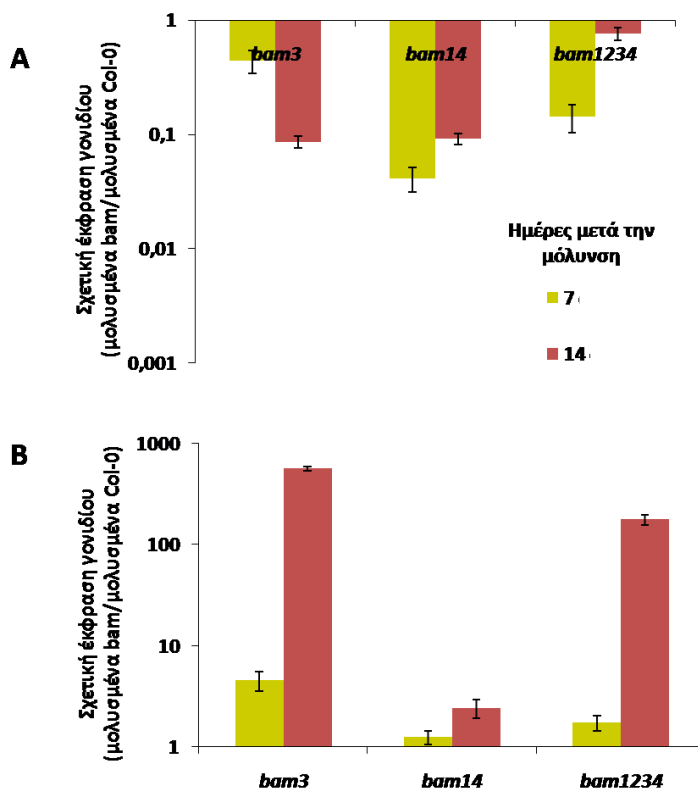 A
Σχετική έκφραση γονιδίου
(μολυσμένα bam/μολυσμένα Col-0)
1
0,1
0,01
0,001
bam3
bam14
bam1234
Ημέρες μετά την
μόλυνση
7
14
B
Σχετική έκφραση γονιδίου
(μολυσμένα bam/μολυσμένα Col-0)
1000
100
10
1
bam3
bam14
bam1234